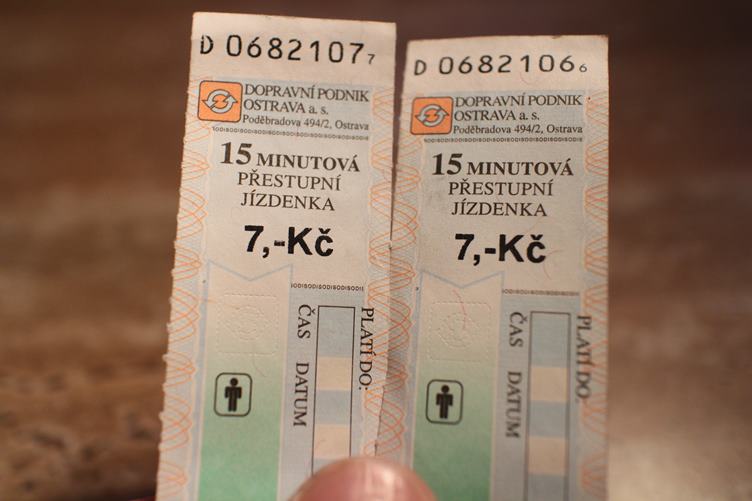 D 0682107 7
DOPRAVNÍ PODNIK
OSTRAVA a. s.
Poděbradova 494/2, Ostrava
15 MINUTOVÁ
PŘESTUPNÍ
JÍZDENKA
7,-Kč
PLATÍ DO:
ČAS DATUM
D 0682106 6
DOPRAVNÍ PODNIK
OSTRAVA a. s.
Poděbradova 494/2, Ostrava
15 MINUTOVÁ
PŘESTUPNÍ
JÍZDENKA
7,-Kč
PLATÍ DO
ČAS DATUM